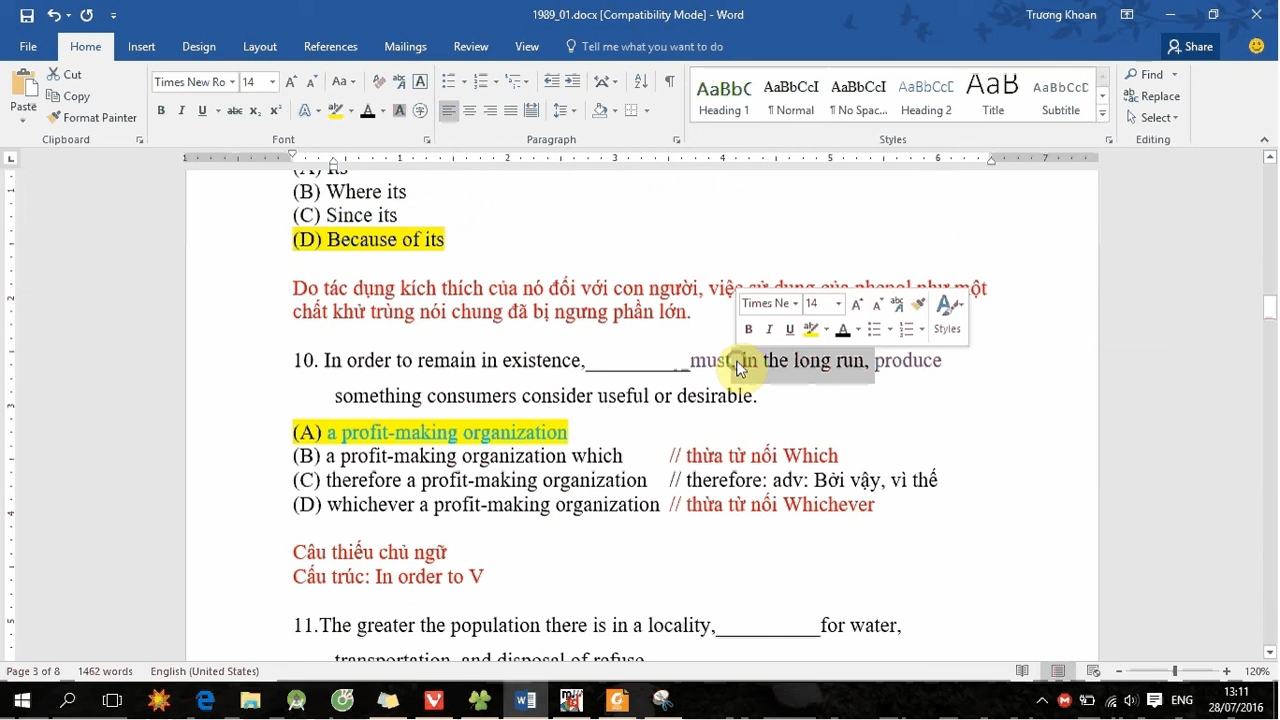 1989_01.docx [Compatibility Mode] - Word
Trương Khoan
File Home Insert Design Layout References Mailings Review View Tell me what you want to do Share
Paste
Cut
Copy
Format Painter
Clipboard
Times New Ro 14
Font
Paragraph
AaBbC AaBbCcI AaBbCcI AaBbCcI AaB AaBbCcI
Heading 1 ¶ Normal ¶ No Spac... Heading 2 Title Subtitle
Styles
Find
Replace
Select
Editing
(A) Its
(B) Where its
(C) Since its
(D) Because of its
Do tác dụng kích thích của nó đối với con người, việc sử dụng của phenol như một
chất khử trùng nói chung đã bị ngưng phần lớn.
Times Ne 14
Styles
10. In order to remain in existence,__________must, in the long run, produce
something consumers consider useful or desirable.
(A) a profit-making organization
(B) a profit-making organization which // thừa từ nối Which
(C) therefore a profit-making organization // therefore: adv: Bởi vậy, vì thế
(D) whichever a profit-making organization // thừa từ nối Whichever
Câu thiếu chủ ngữ
Cấu trúc: In order to V
11.The greater the population there is in a locality,__________for water,
transportation, and disposal of refuse.
Page 3 of 8 1462 words English (United States) 120%
ENG
13:11
28/07/2016